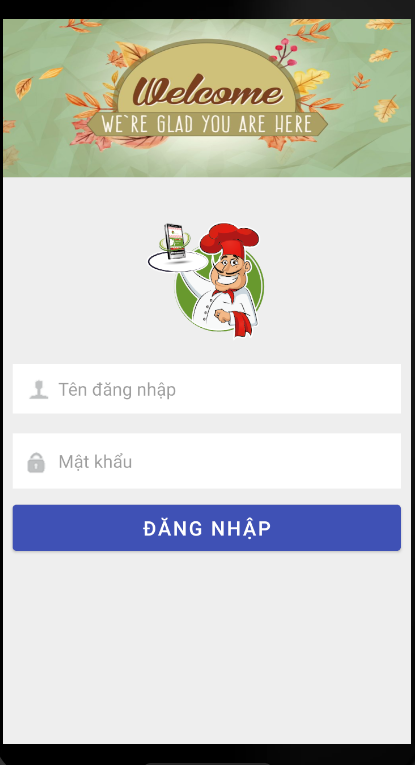 Welcome
WE`RE GLAD YOU ARE HERE
Tên đăng nhập
Mật khẩu
ĐĂNG NHẬP